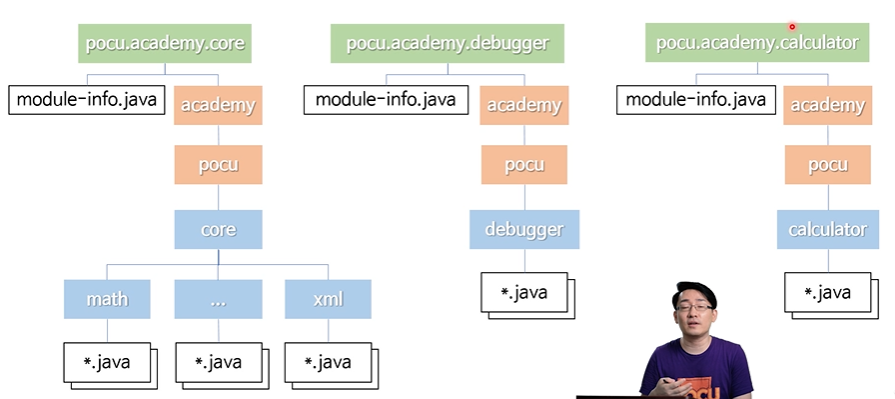 pocu.academy.core
pocu.academy.debugger
pocu.academy.calculator
module-info.java
academy
module-info.java
academy
module-info.java
academy
pocu
pocu
pocu
core
debugger
calculator
math
...
xml
*.java
*.java
*.java
*.java
*.java